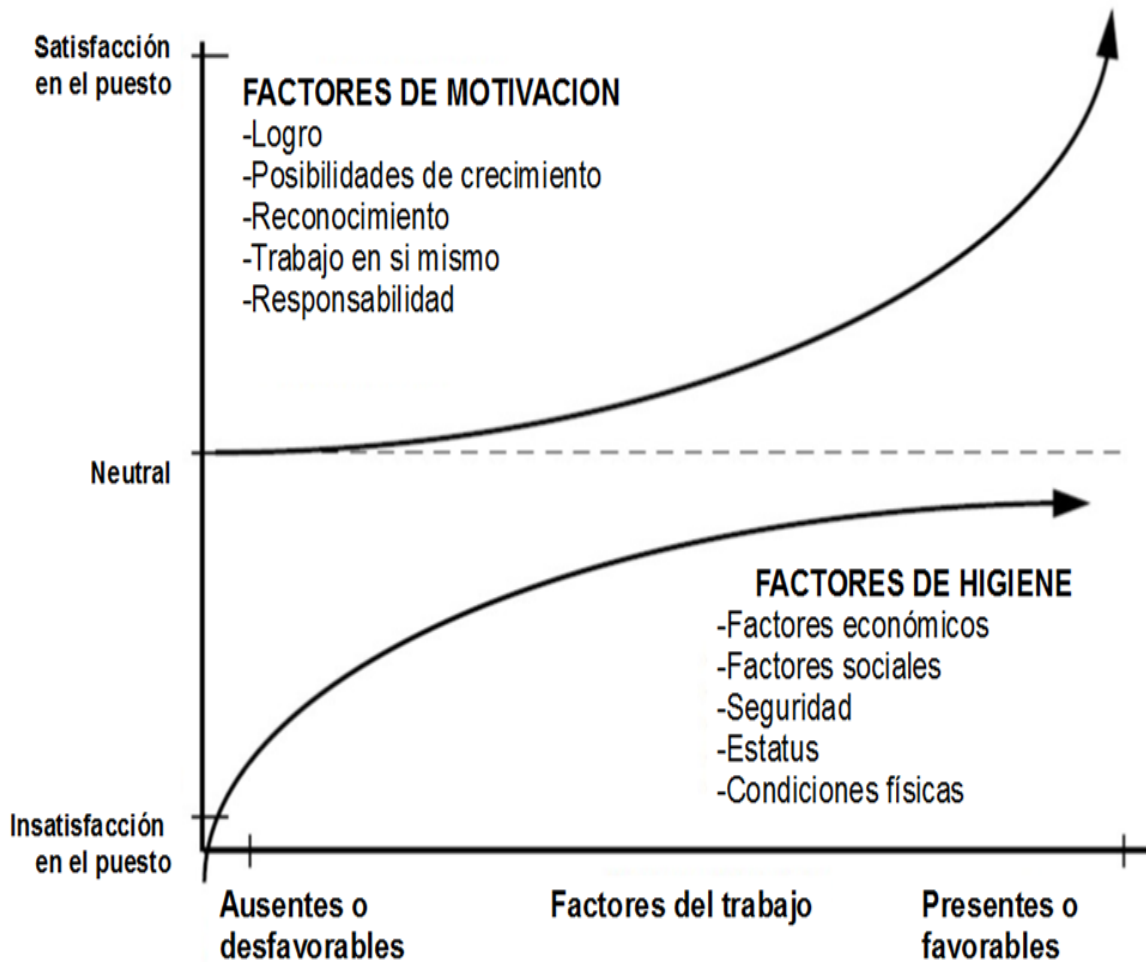 Satisfacción
en el puesto
FACTORES DE MOTIVACION
-Logro
-Posibilidades de crecimiento
-Reconocimiento
-Trabajo en si mismo
-Responsabilidad
Neutral
FACTORES DE HIGIENE
-Factores económicos
-Factores sociales
-Seguridad
-Estatus
-Condiciones físicas
Insatisfacción
en el puesto
Ausentes o
desfavorables
Factores del trabajo
Presentes o
favorables